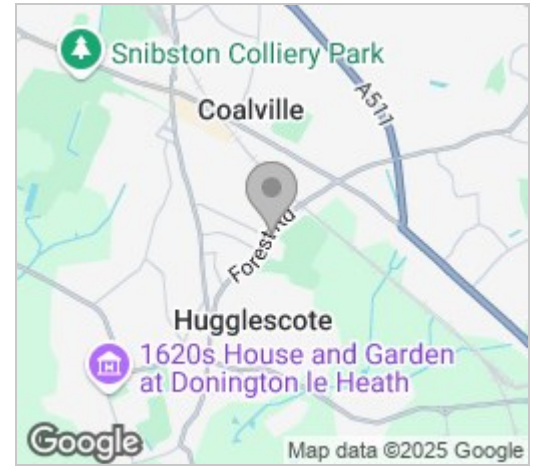 Snibston Colliery Park
Coalville
A511
Forest Rd
Hugglescote
1620s House and Garden
at Donington le Heath
Google
Map data ©2025 Google